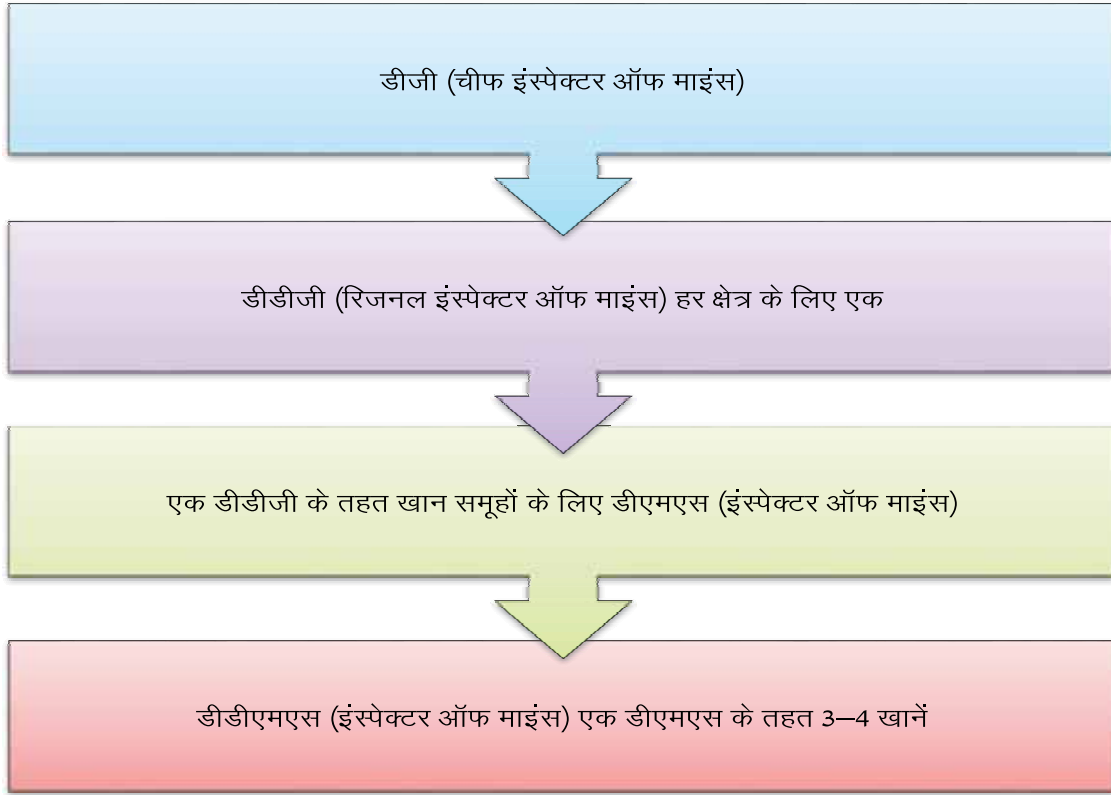 डीजी (चीफ इंस्पेक्टर ऑफ माइंस)
डीडीजी (रिजनल इंस्पेक्टर ऑफ माइंस) हर क्षेत्र के लिए एक
एक डीडीजी के तहत खान समूहों के लिए डीएमएस (इंस्पेक्टर ऑफ माइंस)
डीडीएमएस (इंस्पेक्टर ऑफ माइंस) एक डीएमएस के तहत 3–4 खानें